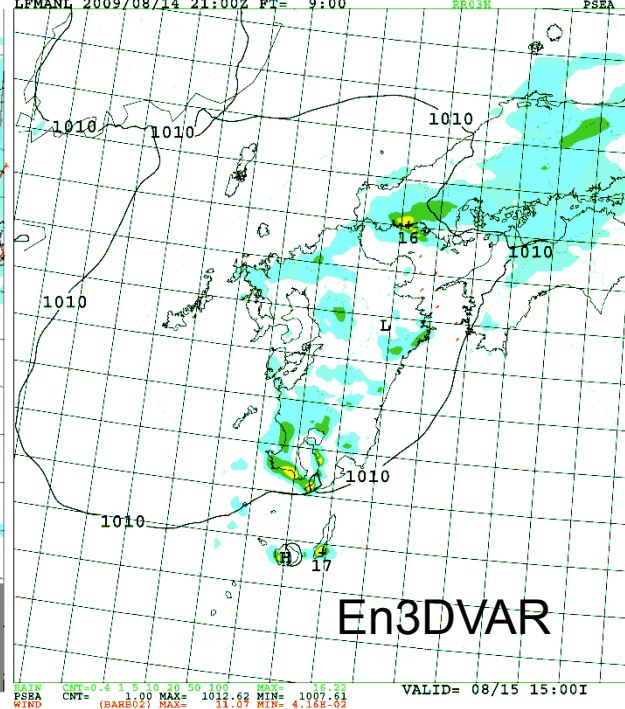 LFMANL 2009/08/14 21:00Z FT= 9:00 RR03H PSEA
1010 1010 1010
16
1010
1010
L
1010
1010
H 17
En3DVAR
RAIN CNT=0.4 1 5 10 20 50 100 MAX= 16.22
PSEA CNT= 1.00 MAX= 1012.62 MIN= 1007.61 VALID= 08/15 15:00I
WIND (BARB02) MAX= 11.07 MIN= 4.16E-02